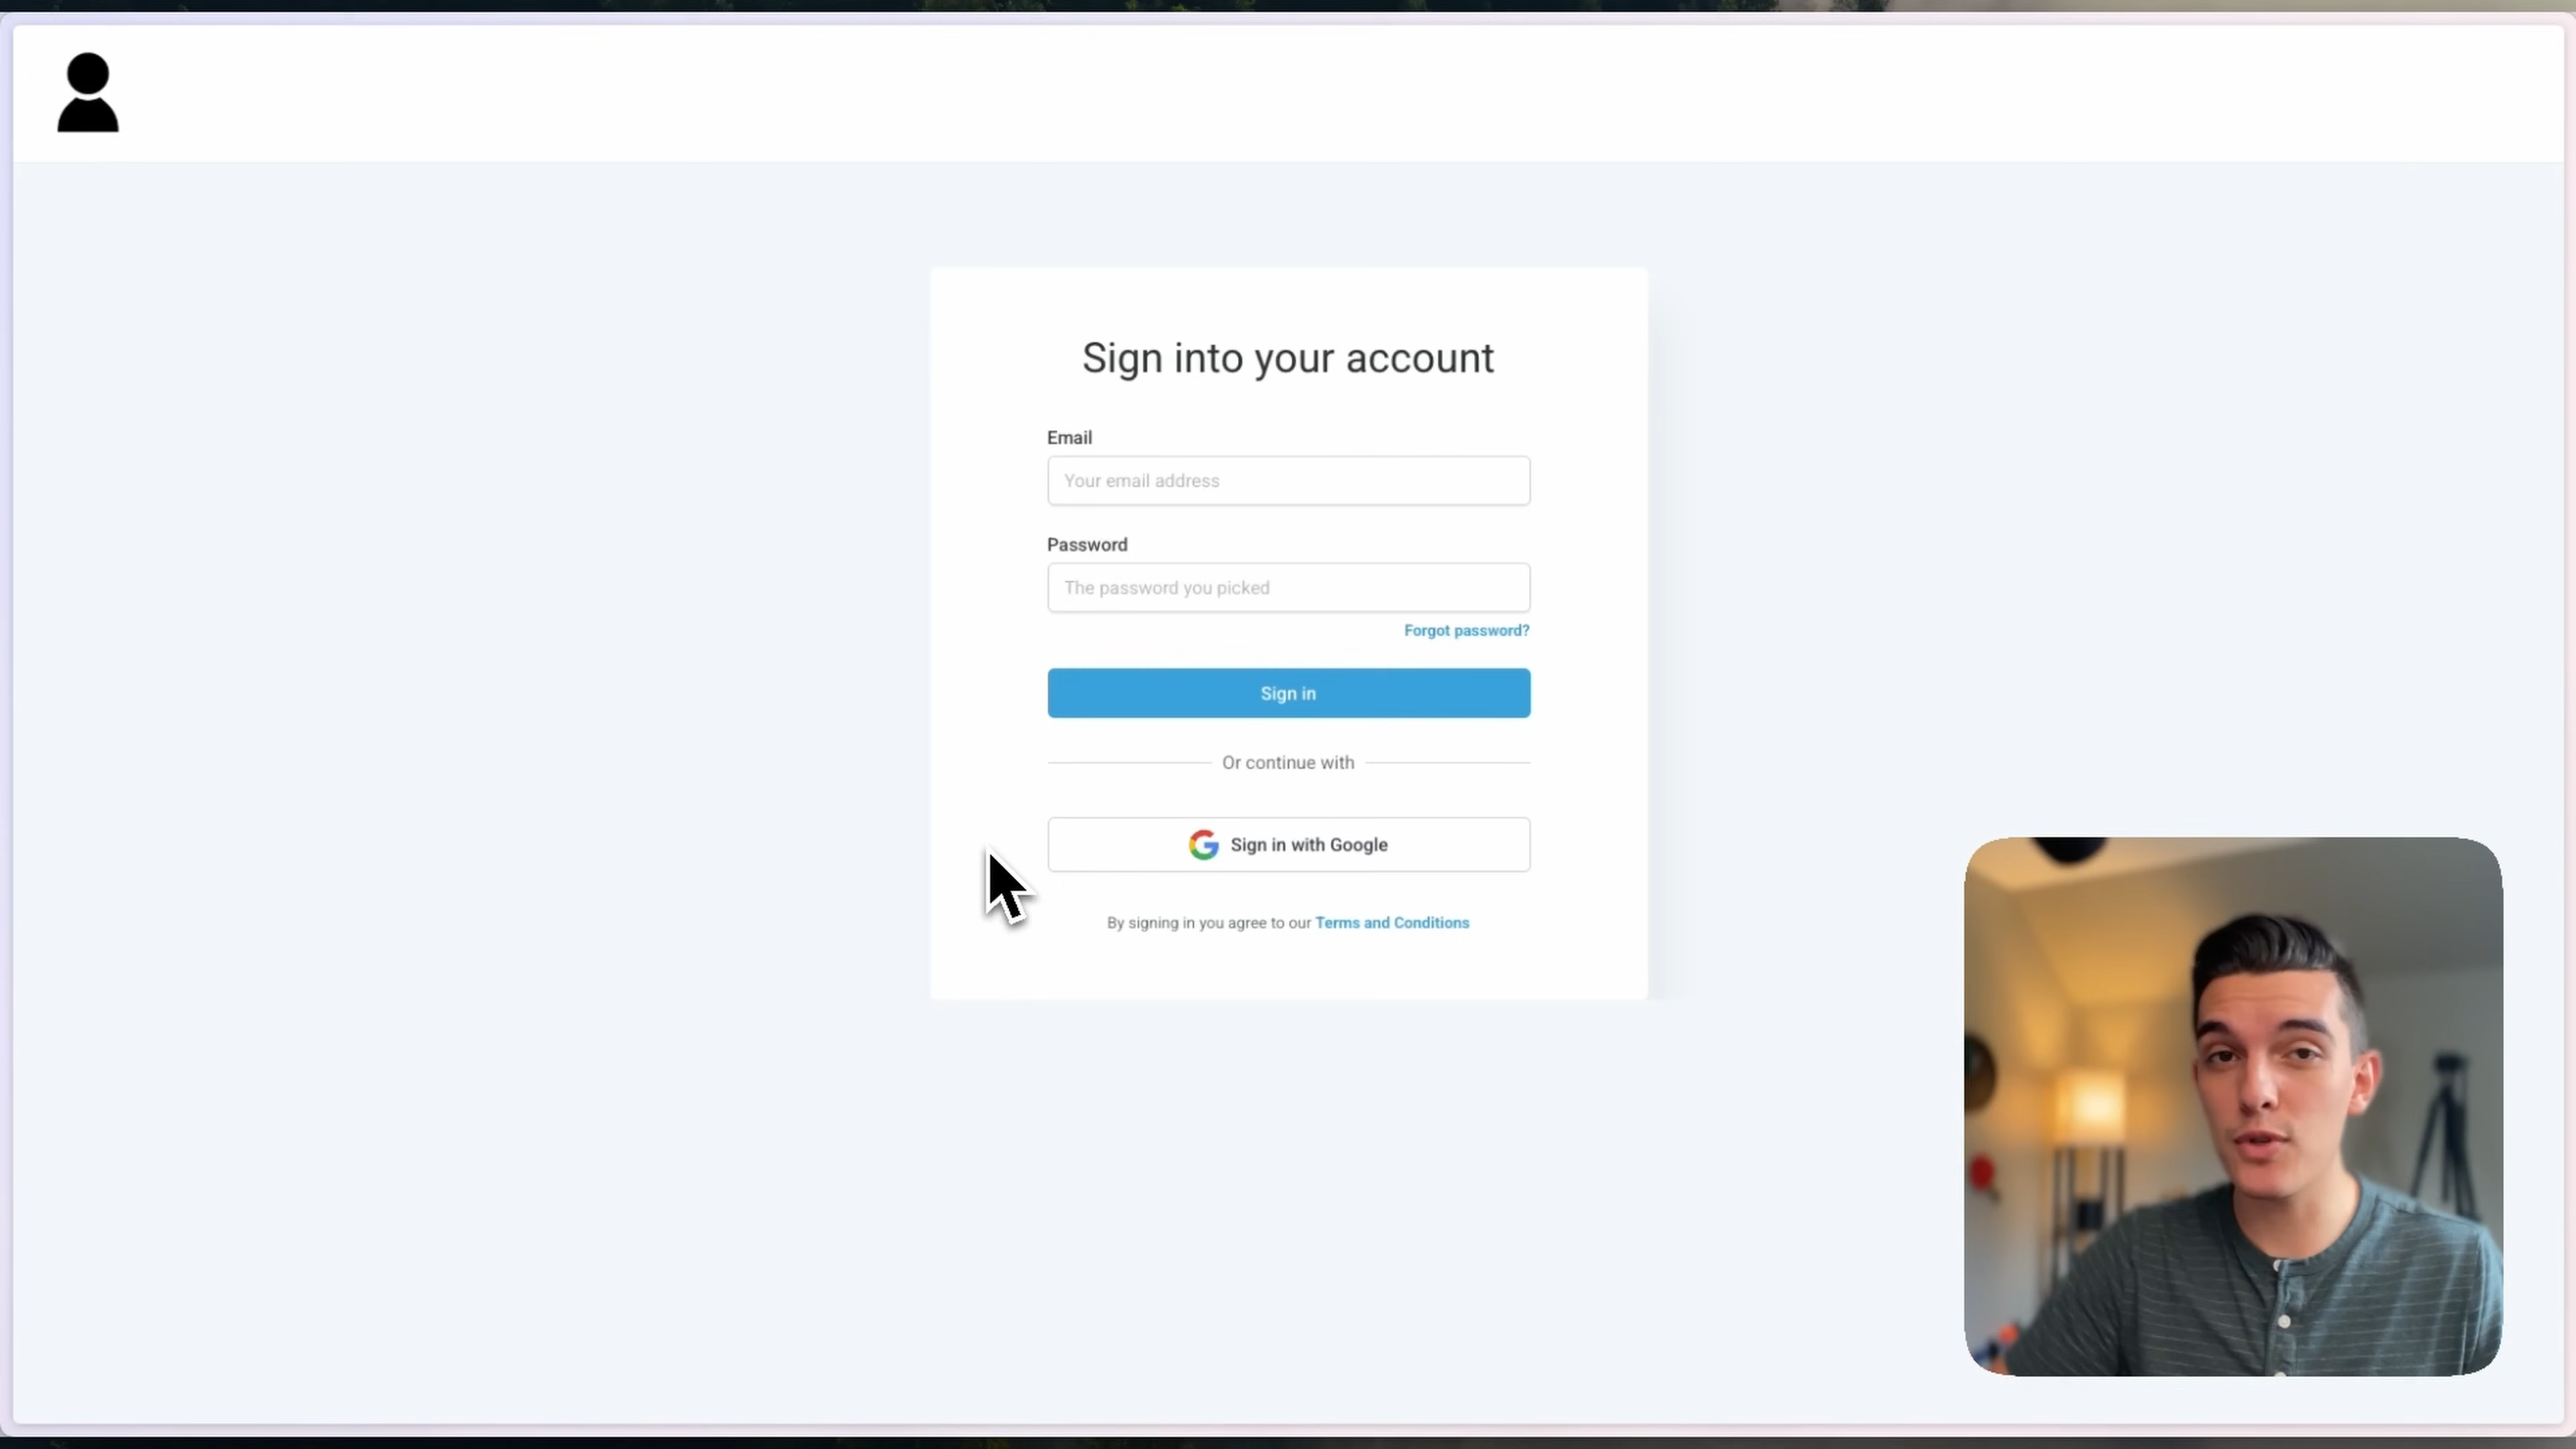 Sign into your account
Email
Your email address
Password
The password you picked
Forgot password?
Sign in
Or continue with
Sign in with Google
By signing in you agree to our Terms and Conditions